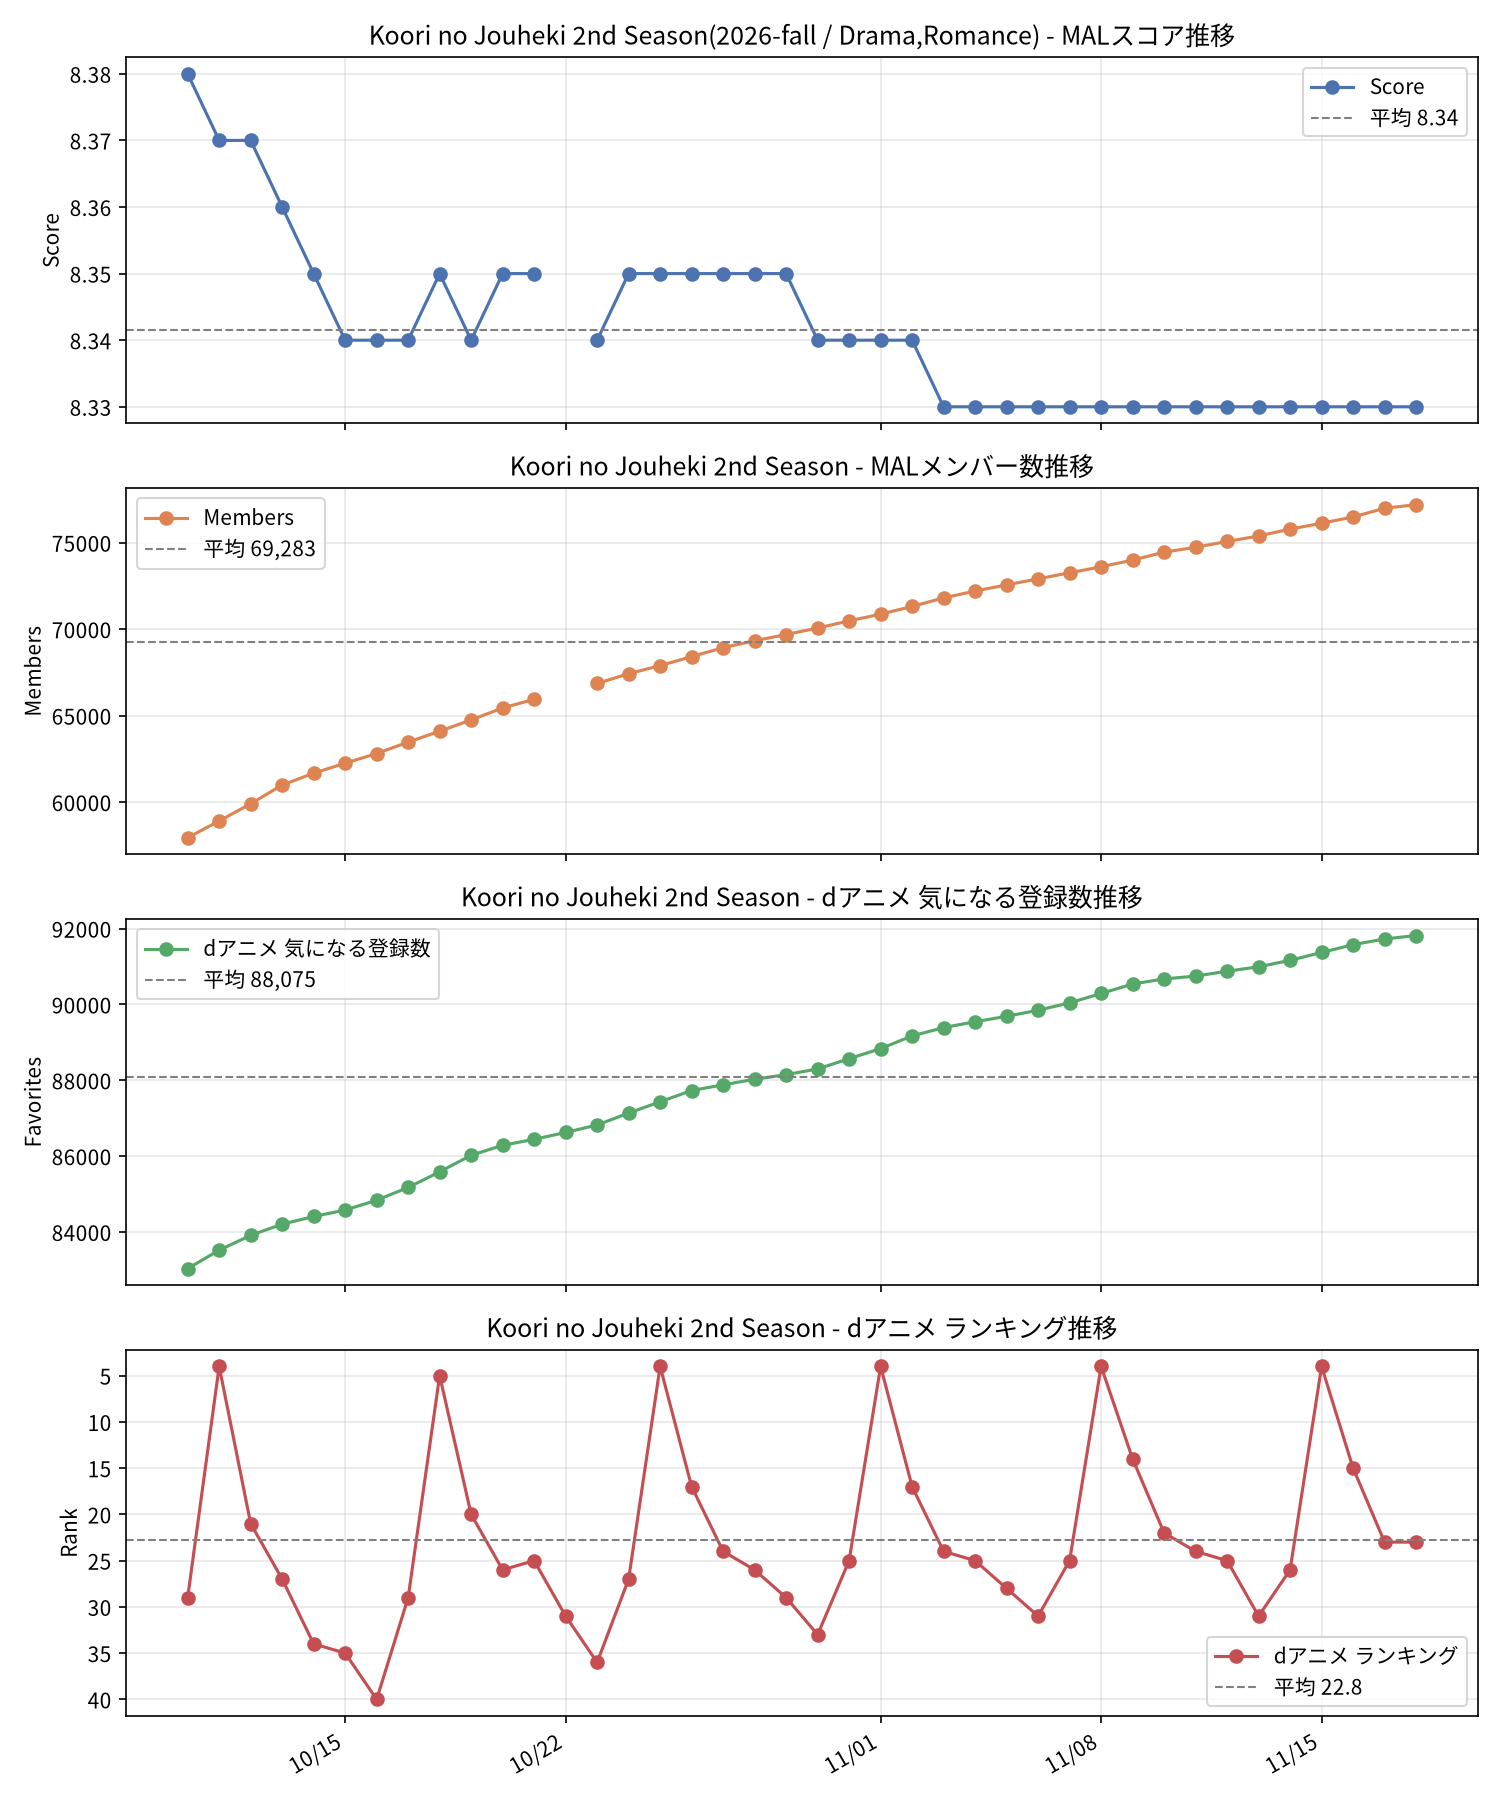 Koori no Jouheki 2nd Season(2026-fall / Drama,Romance) - MALスコア推移
Score
8.38
8.37
8.36
8.35
8.34
8.33
Score
平均 8.34
Koori no Jouheki 2nd Season - MALメンバー数推移
Members
75000
70000
65000
60000
Members
平均 69,283
Koori no Jouheki 2nd Season - dアニメ 気になる登録数推移
Favorites
92000
90000
88000
86000
84000
dアニメ 気になる登録数
平均 88,075
Koori no Jouheki 2nd Season - dアニメ ランキング推移
Rank
5
10
15
20
25
30
35
40
dアニメ ランキング
平均 22.8
10/15
10/22
11/01
11/08
11/15